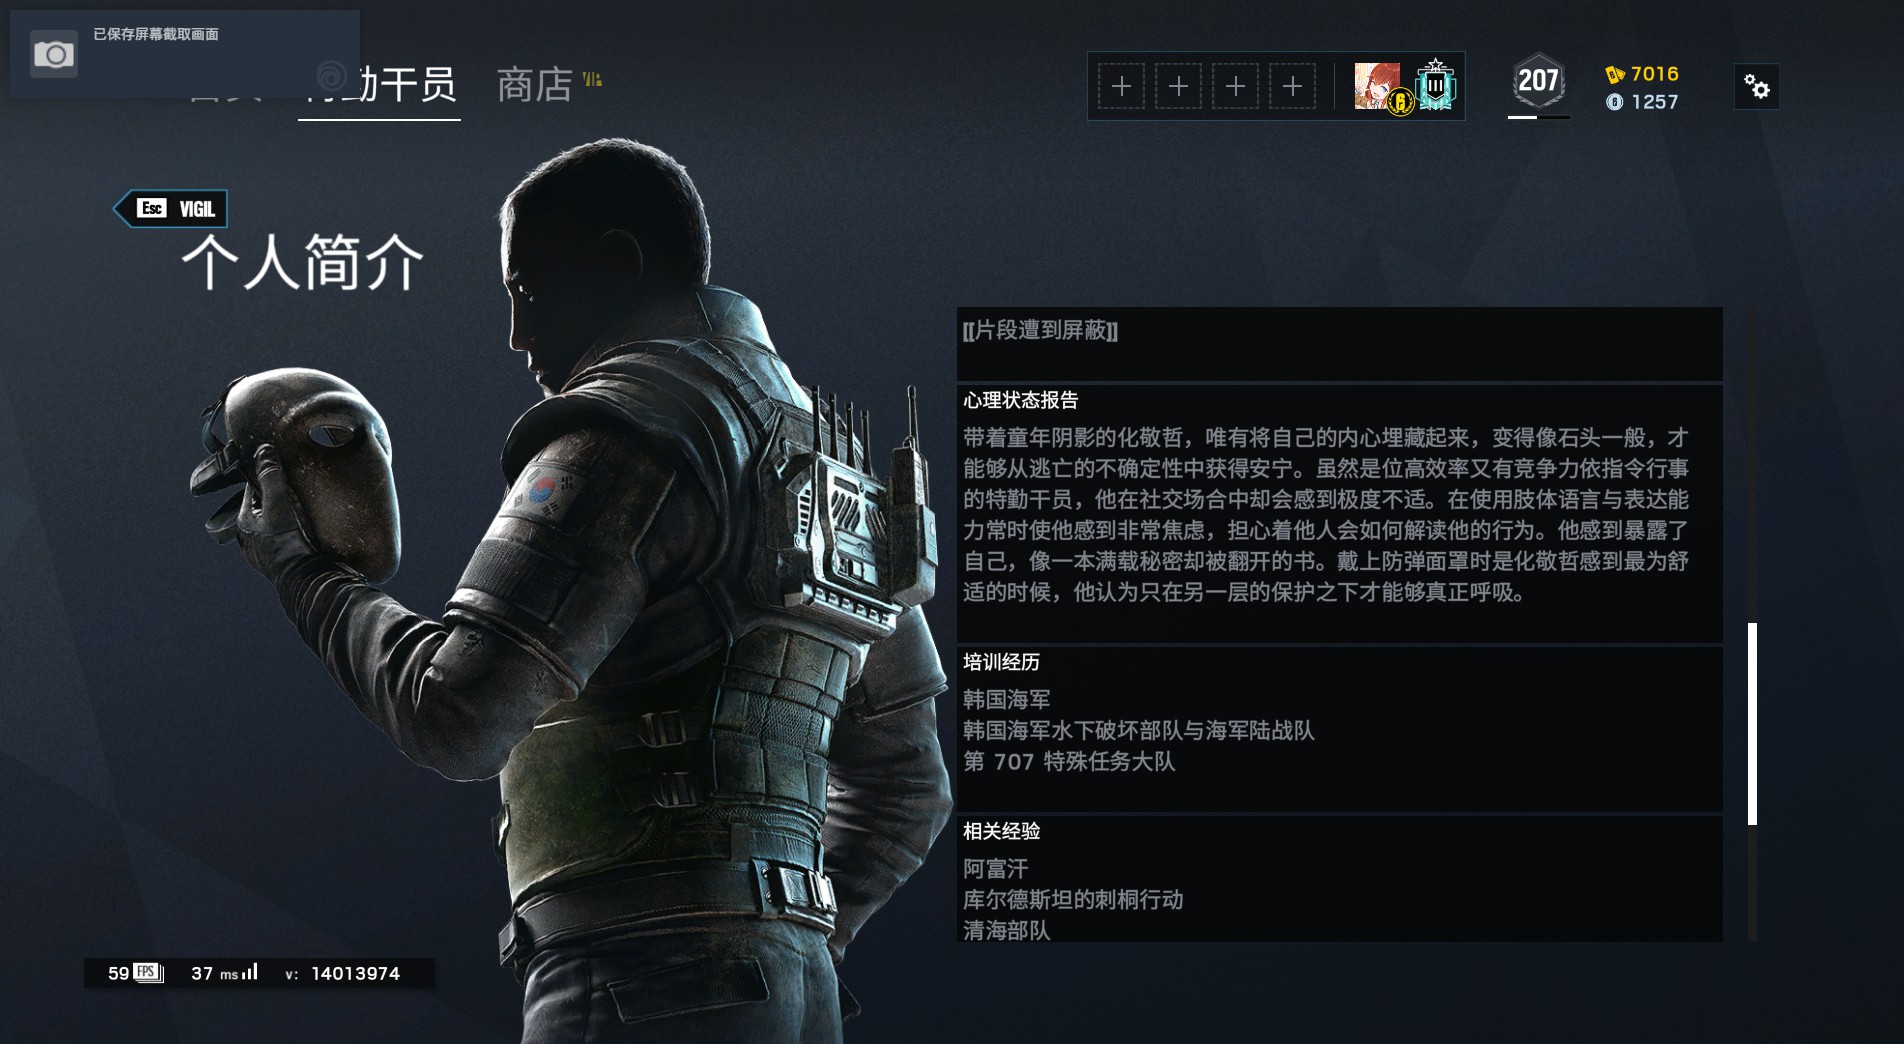 已保存屏幕截取画面
勤干员
商店
207
7016
1257
Esc VIGIL
个人简介
[[片段遭到屏蔽]]
心理状态报告
带着童年阴影的化敬哲，唯有将自己的内心埋藏起来，变得像石头一般，才
能够从逃亡的不确定性中获得安宁。虽然是位高效率又有竞争力依指令行事
的特勤干员，他在社交场合中却会感到极度不适。在使用肢体语言与表达能
力常时使他感到非常焦虑，担心着他人会如何解读他的行为。他感到暴露了
自己，像一本满载秘密却被翻开的书。戴上防弹面罩时是化敬哲感到最为舒
适的时候，他认为只在另一层的保护之下才能够真正呼吸。
培训经历
韩国海军
韩国海军水下破坏部队与海军陆战队
第 707 特殊任务大队
相关经验
阿富汗
库尔德斯坦的刺桐行动
清海部队
59 FPS 37 ms v: 14013974